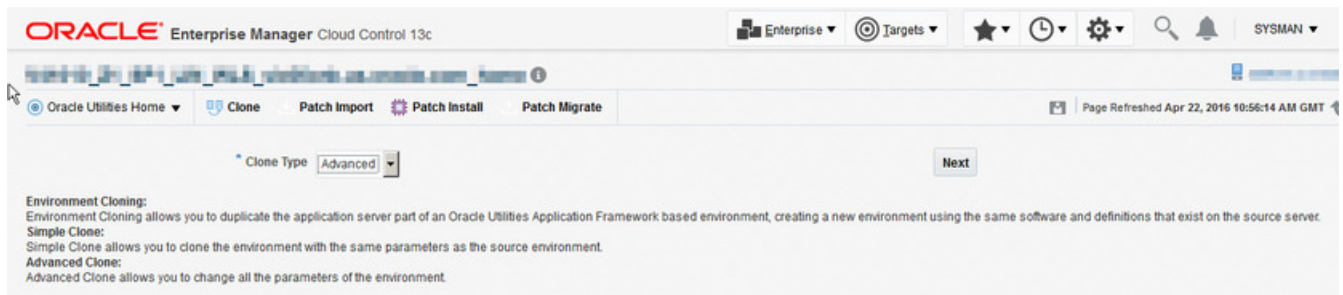 ORACLE® Enterprise Manager Cloud Control 13c
Enterprise Targets SYSMAN
Oracle Utilities Home Clone Patch Import Patch Install Patch Migrate Page Refreshed Apr 22, 2016 10:56:14 AM GMT
* Clone Type Advanced Next
Environment Cloning:
Environment Cloning allows you to duplicate the application server part of an Oracle Utilities Application Framework based environment, creating a new environment using the same software and definitions that exist on the source server.
Simple Clone:
Simple Clone allows you to clone the environment with the same parameters as the source environment.
Advanced Clone:
Advanced Clone allows you to change all the parameters of the environment.